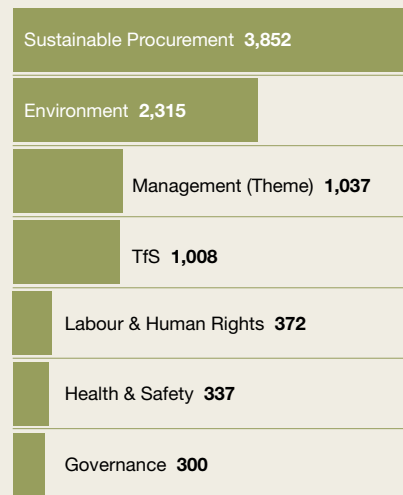 Sustainable Procurement 3,852
Environment 2,315
Management (Theme) 1,037
TfS 1,008
Labour & Human Rights 372
Health & Safety 337
Governance 300